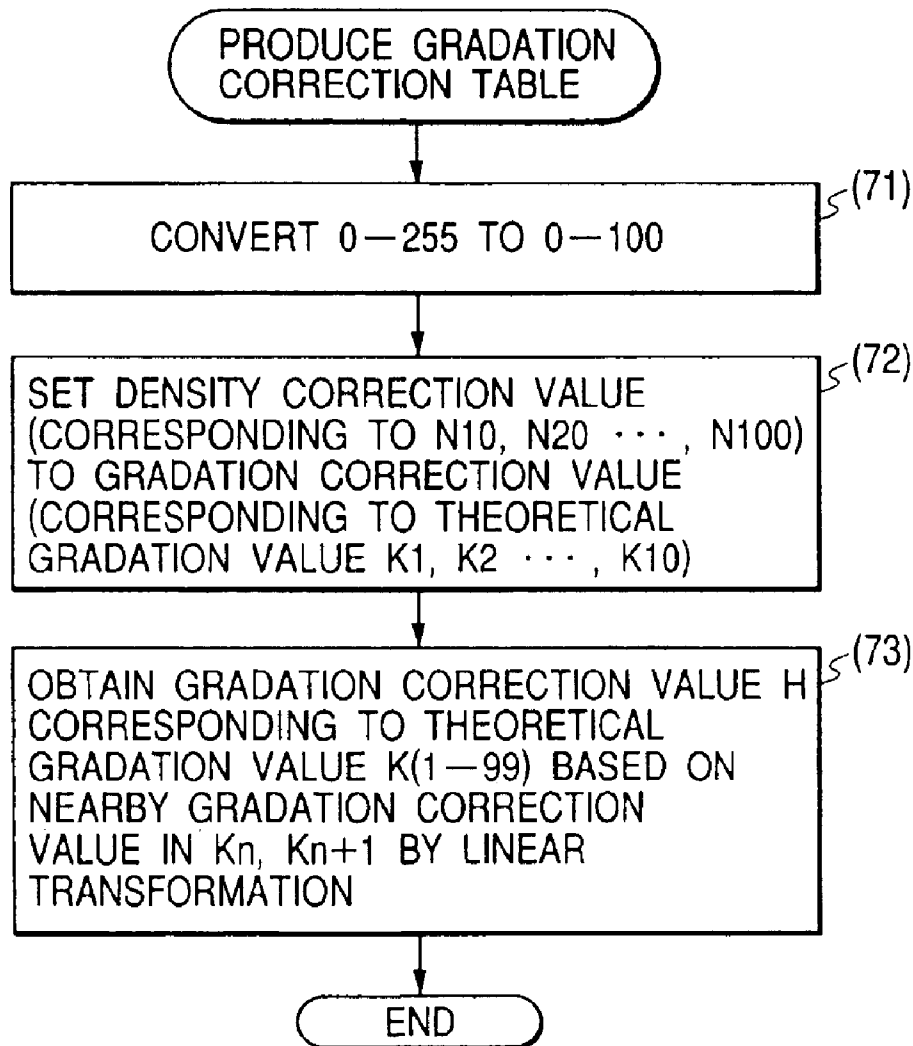 PRODUCE GRADATION
CORRECTION TABLE
(71)
CONVERT 0—255 TO 0—100
(72)
SET DENSITY CORRECTION VALUE
(CORRESPONDING TO N10, N20 ··· , N100)
TO GRADATION CORRECTION VALUE
(CORRESPONDING TO THEORETICAL
GRADATION VALUE K1, K2 ··· , K10)
(73)
OBTAIN GRADATION CORRECTION VALUE H
CORRESPONDING TO THEORETICAL
GRADATION VALUE K(1—99) BASED ON
NEARBY GRADATION CORRECTION
VALUE IN Kn, Kn+1 BY LINEAR
TRANSFORMATION
END